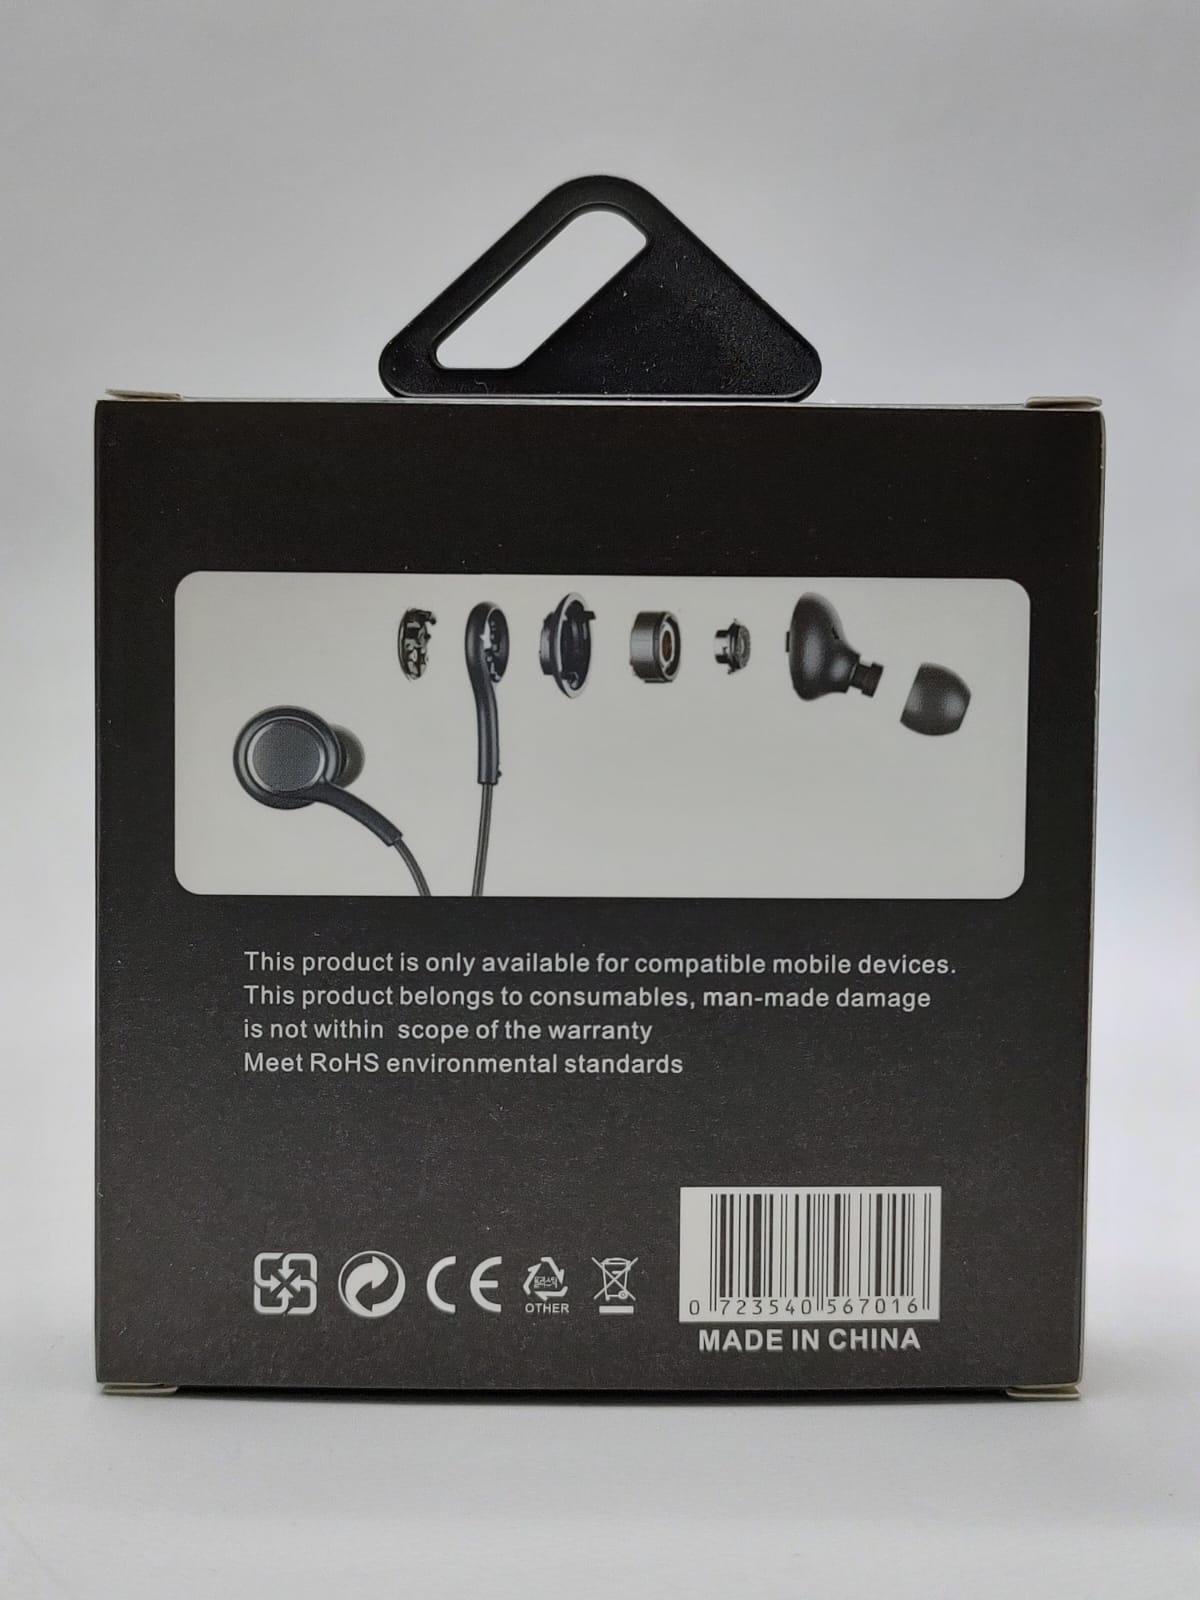 This product is only available for compatible mobile devices.
This product belongs to consumables, man-made damage
is not within scope of the warranty
Meet RoHS environmental standards
CE
OTHER
0 723540 567016
MADE IN CHINA